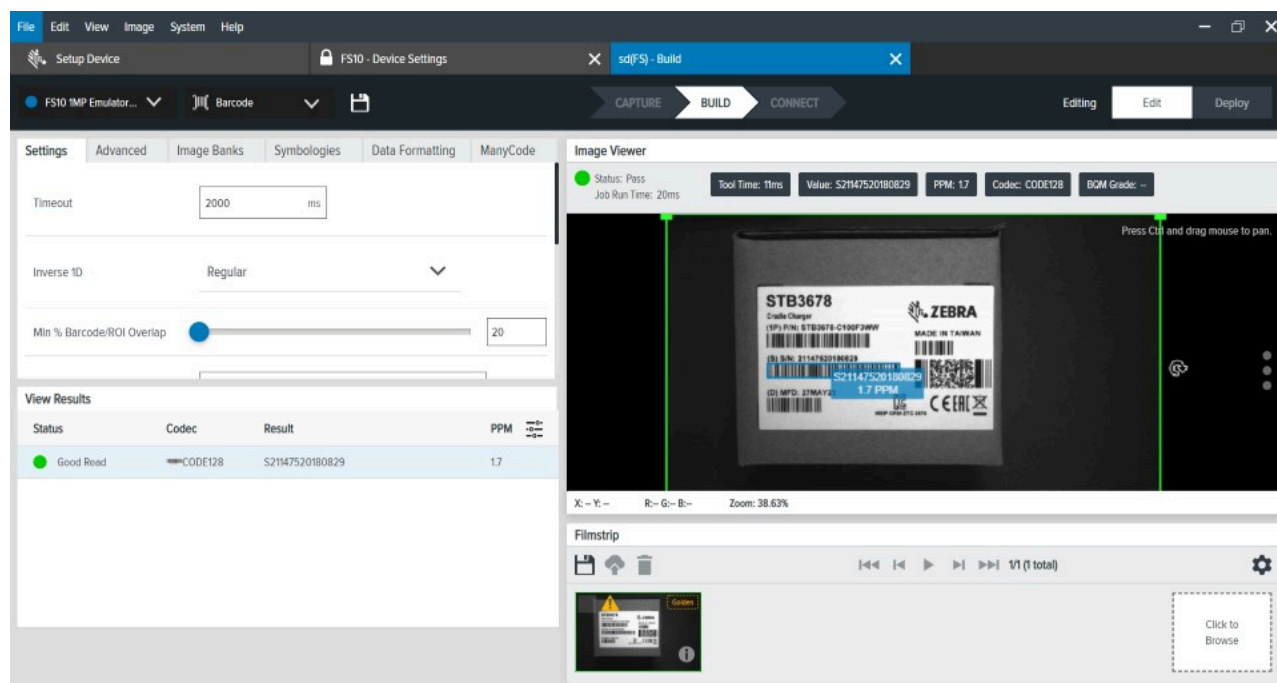 File Edit View Image System Help
Setup Device
FS10 - Device Settings
sd(FS) - Build
FS10 1MP Emulator...
Barcode
CAPTURE BUILD CONNECT
Editing Edit Deploy
Settings Advanced Image Banks Symbologies Data Formatting ManyCode
Timeout 2000 ms
Inverse 1D Regular
Min % Barcode/ROI Overlap 20
View Results
Status Codec Result PPM
Good Read CODE128 S21147520180829 1.7
Image Viewer
Status: Pass
Job Run Time: 20ms
Tool Time: 11ms Value: S21147520180829 PPM: 1.7 Codec: CODE128 BQM Grade: --
Press Ctrl and drag mouse to pan.
STB3678
Cradle Charger
(1P) P/N: STB3678-C100F3WW
ZEBRA
MADE IN TAIWAN
(S) S/N: 21147520180829
S21147520180829
1.7 PPM
(D) MFD: 27MAY21
CE EAC
X: -- Y: -- R:-- G:-- B:-- Zoom: 38.63%
Filmstrip
1/1 (1 total)
Golden
Click to
Browse